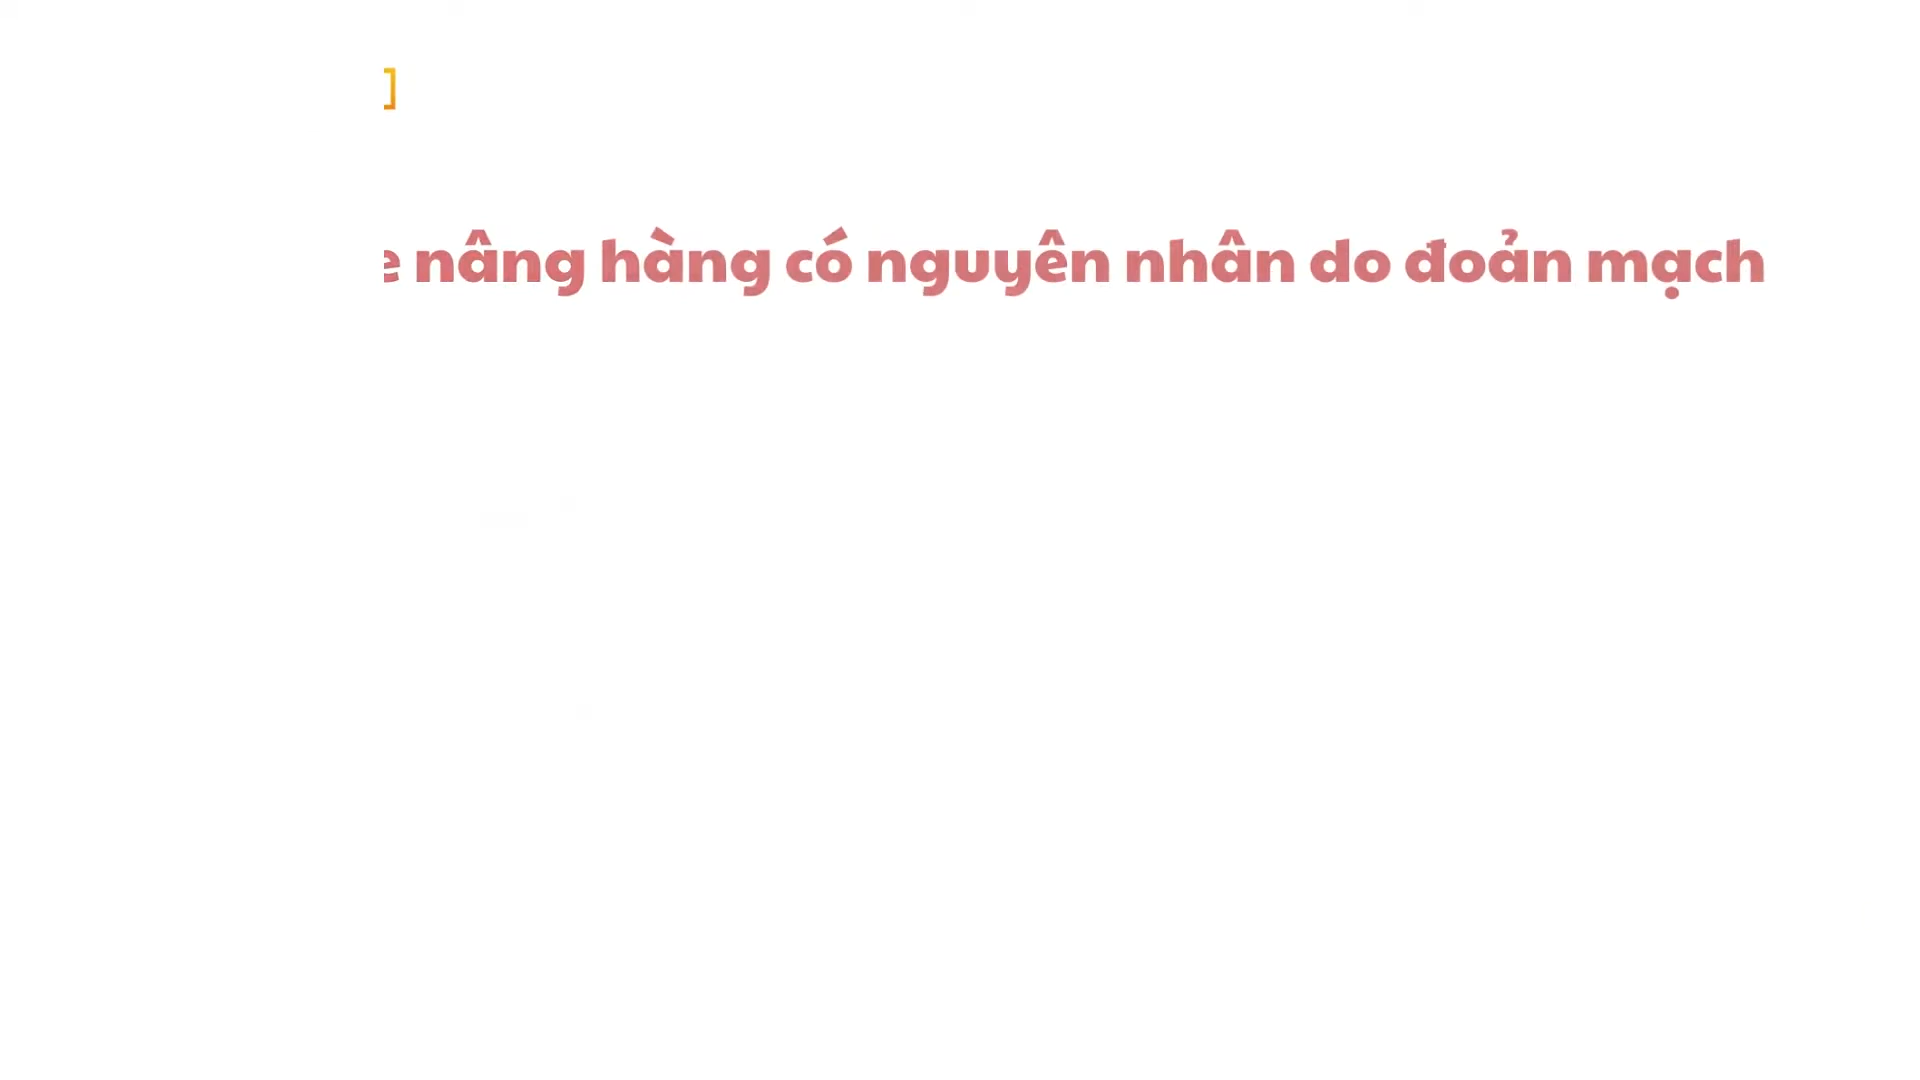 ]
nâng hàng có nguyên nhân do đoản mạch